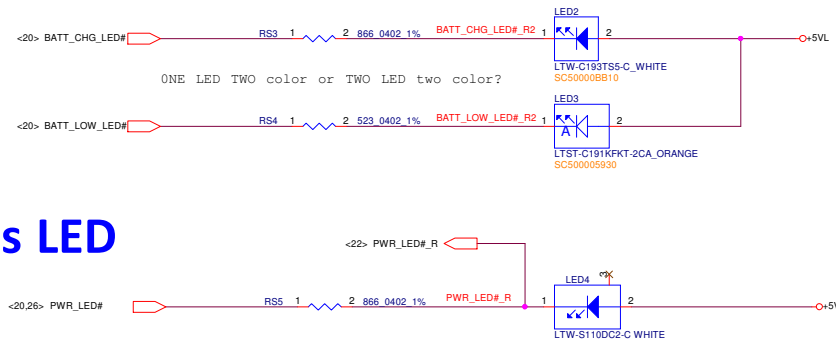 LED2
<20> BATT_CHG_LED# RS3 1 2 866_0402_1% BATT_CHG_LED#_R2 1 2 +5VL
LTW-C193TS5-C_WHITE
SC50000BB10
0NE LED TWO color or TWO LED two color?
LED3
<20> BATT_LOW_LED# RS4 1 2 523_0402_1% BATT_LOW_LED#_R2 1 A 2
LTST-C191KFKT-2CA_ORANGE
SC500005930
s LED
<22> PWR_LED#_R
LED4 3
<20,26> PWR_LED# RS5 1 2 866_0402_1% PWR_LED#_R 1 2 +5V
LTW-S110DC2-C WHITE